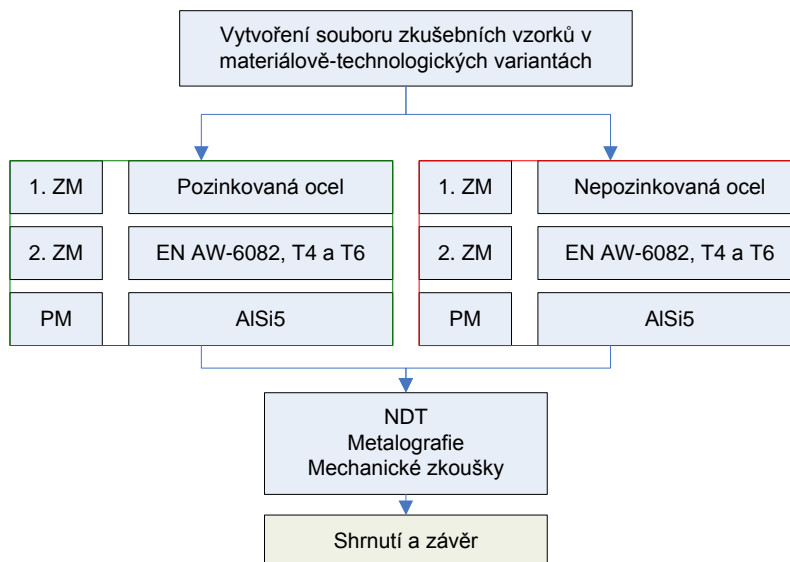 Vytvoření souboru zkušebních vzorků v
materiálově-technologických variantách
1. ZM
Pozinkovaná ocel
2. ZM
EN AW-6082, T4 a T6
PM
AlSi5
1. ZM
Nepozinkovaná ocel
2. ZM
EN AW-6082, T4 a T6
PM
AlSi5
NDT
Metalografie
Mechanické zkoušky
Shrnutí a závěr